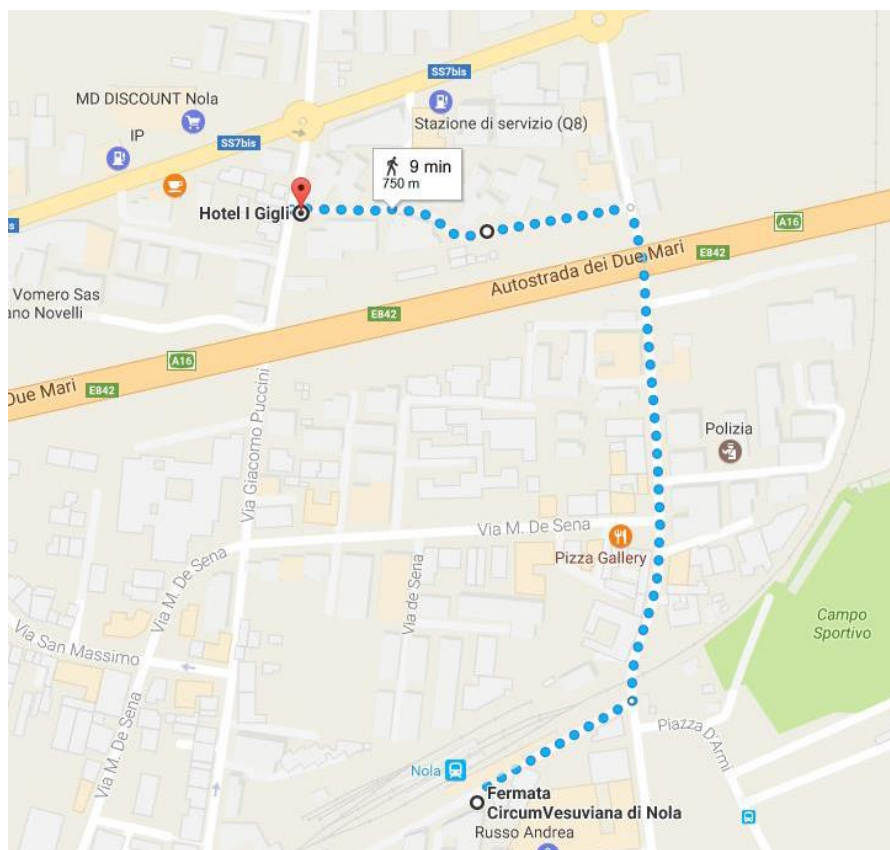 SS7bis
MD DISCOUNT Nola
Stazione di servizio (Q8)
IP
SS7bis
9 min
750 m
Hotel I Gigli
is
A16
E842
Autostrada dei Due Mari
Vomero Sas
ano Novelli
E842
A16
E842
Due Mari
Via Giacomo Puccini
Polizia
Via M. De Sena
Pizza Gallery
Via M. De Sena
Via de Sena
Campo
Sportivo
Via San Massimo
Via M. De Sena
Piazza D'Armi
Nola
Fermata
CircumVesuviana di Nola
Russo Andrea